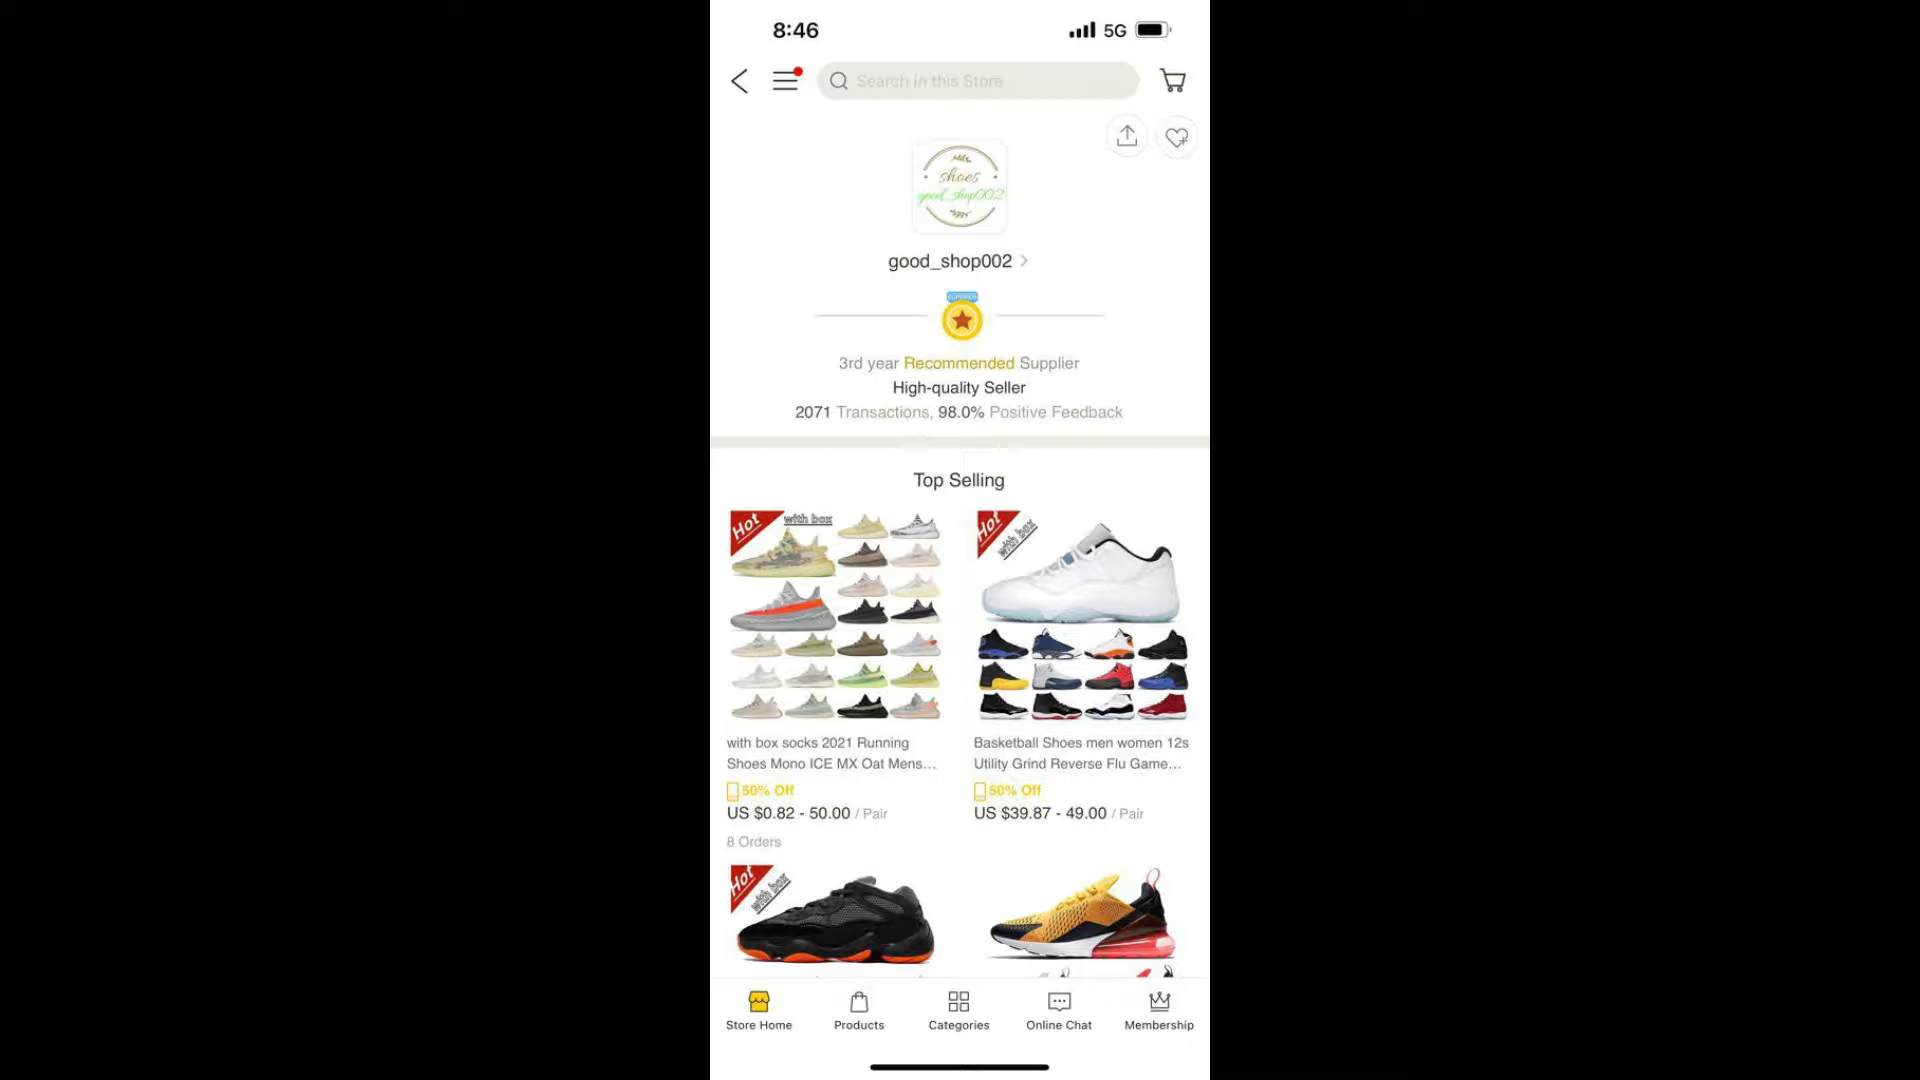 8:46
5G
Search in this Store
shoes
good_shop002
good_shop002
SUPERIOR
3rd year Recommended Supplier
High-quality Seller
2071 Transactions, 98.0% Positive Feedback
Top Selling
Hot
with box
Hot
with box
with box socks 2021 Running
Shoes Mono ICE MX Oat Mens...
50% Off
US $0.82 - 50.00 / Pair
8 Orders
Basketball Shoes men women 12s
Utility Grind Reverse Flu Game...
50% Off
US $39.87 - 49.00 / Pair
Hot
with box
Store Home
Products
Categories
Online Chat
Membership